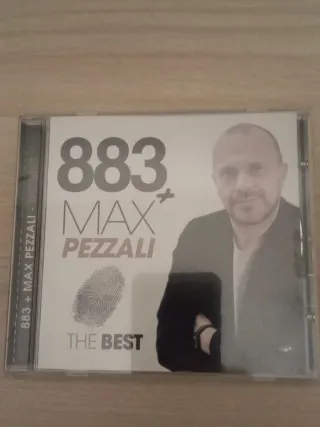 883
+
MAX
PEZZALI
THE BEST
883 + MAX PEZZALI